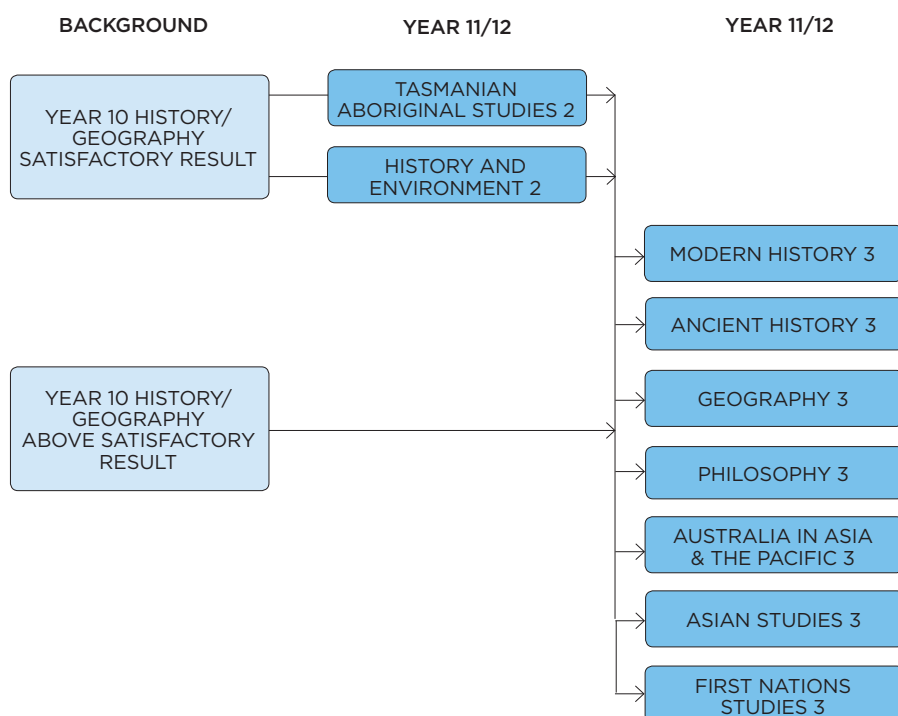 BACKGROUND
YEAR 11/12
YEAR 11/12
YEAR 10 HISTORY/
GEOGRAPHY
SATISFACTORY RESULT
TASMANIAN
ABORIGINAL STUDIES 2
HISTORY AND
ENVIRONMENT 2
YEAR 10 HISTORY/
GEOGRAPHY
ABOVE SATISFACTORY
RESULT
MODERN HISTORY 3
ANCIENT HISTORY 3
GEOGRAPHY 3
PHILOSOPHY 3
AUSTRALIA IN ASIA
& THE PACIFIC 3
ASIAN STUDIES 3
FIRST NATIONS
STUDIES 3